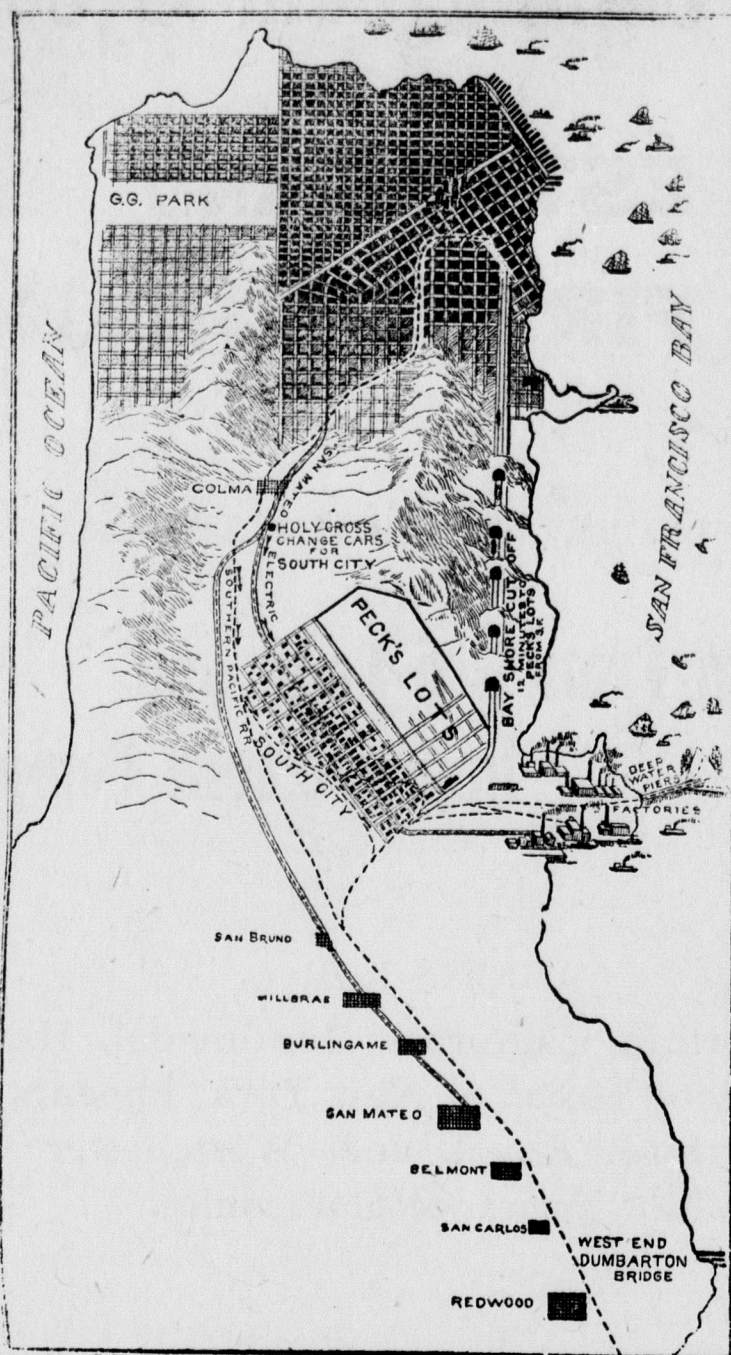 G.G. PARK
PACIFIC OCEAN
SAN FRANCISCO BAY
COLMA
SAN MATEO
ELECTRIC
HOLY CROSS
CHANGE CARS
FOR
SOUTH CITY
SOUTHERN PACIFIC RR
PECK'S LOTS
SOUTH CITY
BAY SHORE CUT OFF
12 MINUTES TO
PECK'S LOTS
FROM S.F.
DEEP
WATER
PIERS
FACTORIES
SAN BRUNO
MILLBRAE
BURLINGAME
SAN MATEO
BELMONT
SAN CARLOS
WEST END
DUMBARTON
BRIDGE
REDWOOD